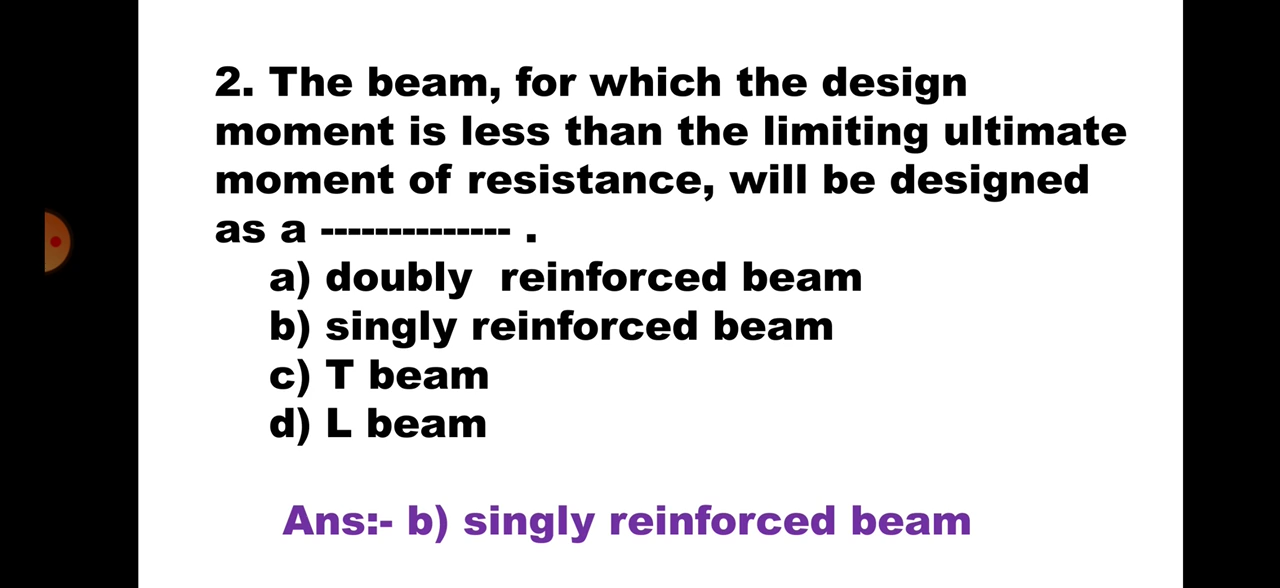 2. The beam, for which the design
moment is less than the limiting ultimate
moment of resistance, will be designed
as a -------------- .
a) doubly  reinforced beam
b) singly reinforced beam
c) T beam
d) L beam
Ans:- b) singly reinforced beam